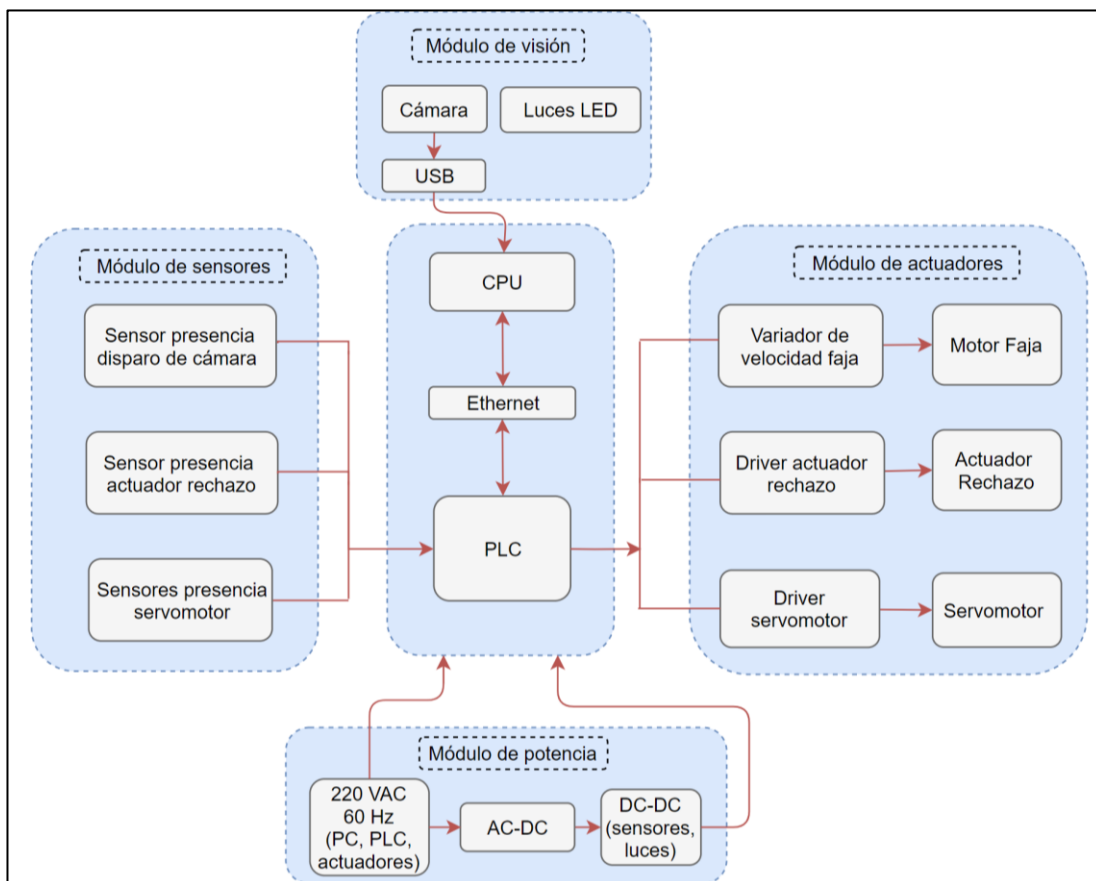 Módulo de visión
Cámara
Luces LED
USB
Módulo de sensores
Sensor presencia
disparo de cámara
Sensor presencia
actuador rechazo
Sensores presencia
servomotor
CPU
Ethernet
PLC
Módulo de actuadores
Variador de
velocidad faja
Motor Faja
Driver actuador
rechazo
Actuador
Rechazo
Driver
servomotor
Servomotor
Módulo de potencia
220 VAC
60 Hz
(PC, PLC,
actuadores)
AC-DC
DC-DC
(sensores,
luces)